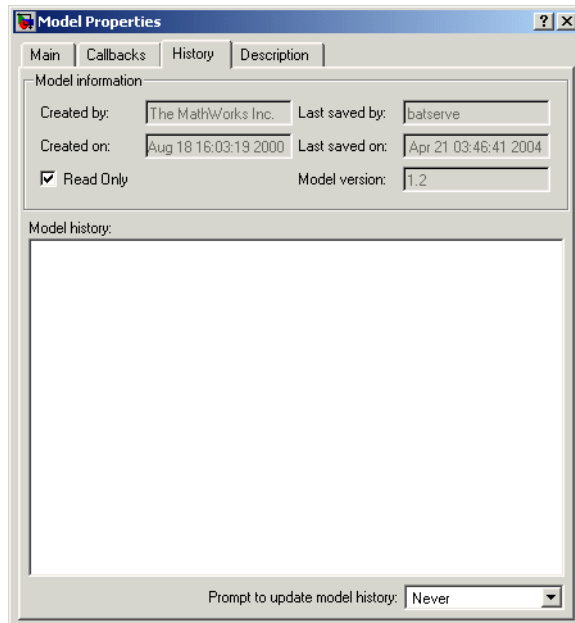 Model Properties
Main Callbacks History Description
Model information
Created by: The MathWorks Inc. Last saved by: batserve
Created on: Aug 18 16:03:19 2000 Last saved on: Apr 21 03:46:41 2004
Read Only Model version: 1.2
Model history:
Prompt to update model history: Never